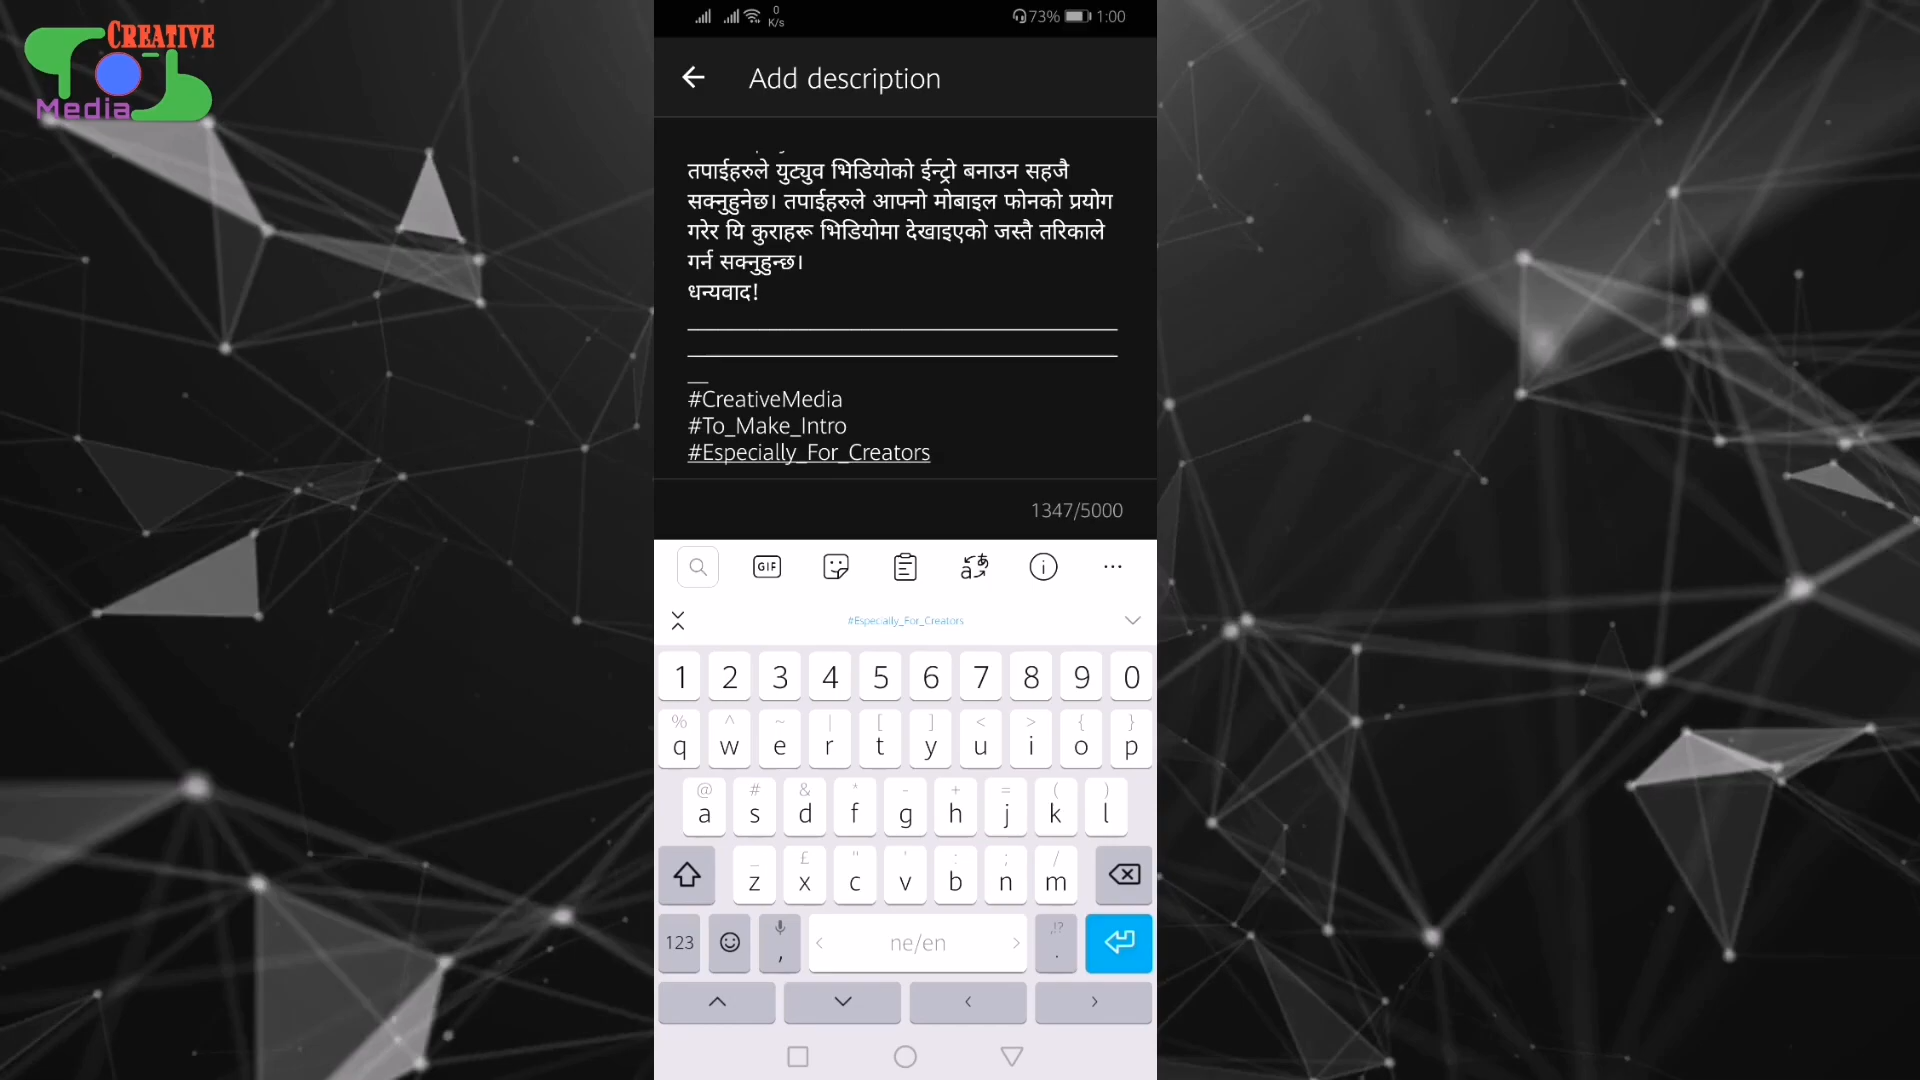 CREATIVE
Media
0
K/s
73%
1:00
Add description
तपाईहरुले युट्युव भिडियोको ईन्ट्रो बनाउन सहजै
सक्नुहुनेछ। तपाईहरुले आफ्नो मोबाइल फोनको प्रयोग
गरेर यि कुराहरू भिडियोमा देखाइएको जस्तै तरिकाले
गर्न सक्नुहुन्छ।
धन्यवाद!
#CreativeMedia
#To_Make_Intro
#Especially_For_Creators
1347/5000
GIF
#Especially_For_Creators
1 2 3 4 5 6 7 8 9 0
% ^ ~ | [ ] < > { }
q w e r t y u i o p
@ # & * - + = ( )
a s d f g h j k l
_ £ " ' : ; /
z x c v b n m
123 , < ne/en > ,!? .